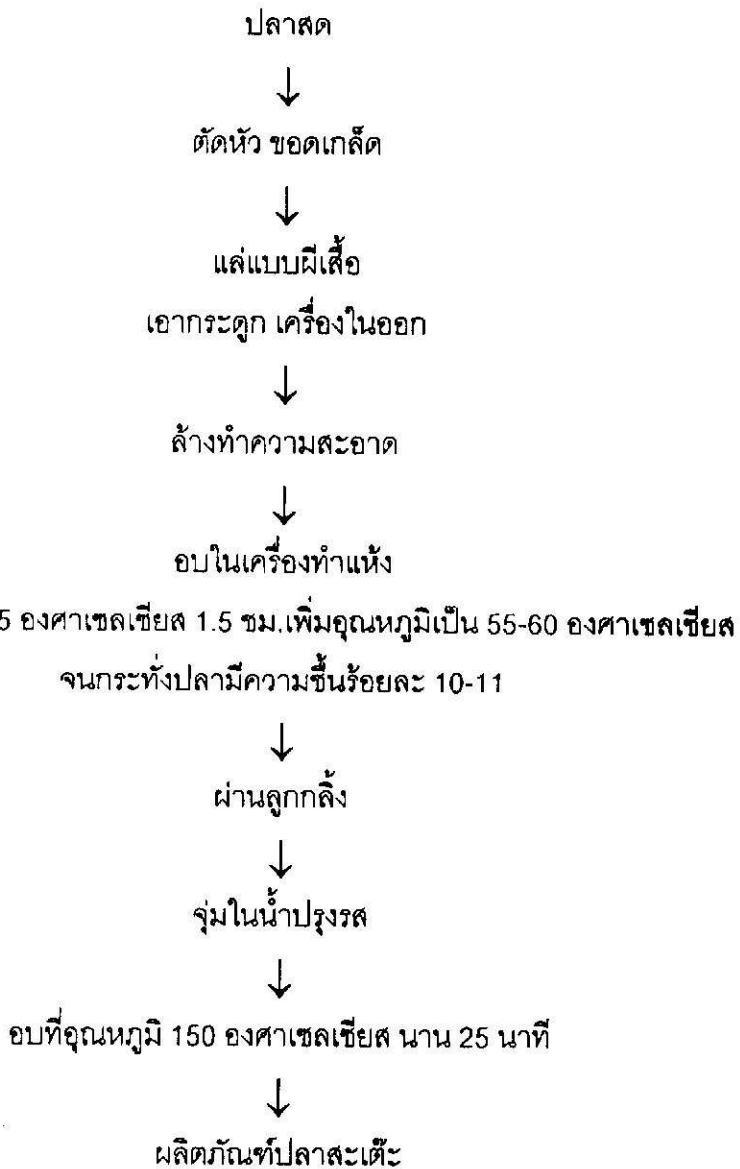 ปลาสด
↓
ตัดหัว ขอดเกล็ด
↓
แล่แบบผีเสื้อ
เอากระดูก เครื่องในออก
↓
ล้างทำความสะอาด
↓
อบในเครื่องทำแห้ง
5 องศาเซลเซียส 1.5 ชม.เพิ่มอุณหภูมิเป็น 55-60 องศาเซลเซียส
จนกระทั่งปลามีความชื้นร้อยละ 10-11
↓
ผ่านลูกกลิ้ง
↓
จุ่มในน้ำปรุงรส
↓
อบที่อุณหภูมิ 150 องศาเซลเซียส นาน 25 นาที
↓
ผลิตภัณฑ์ปลาสะเต๊ะ